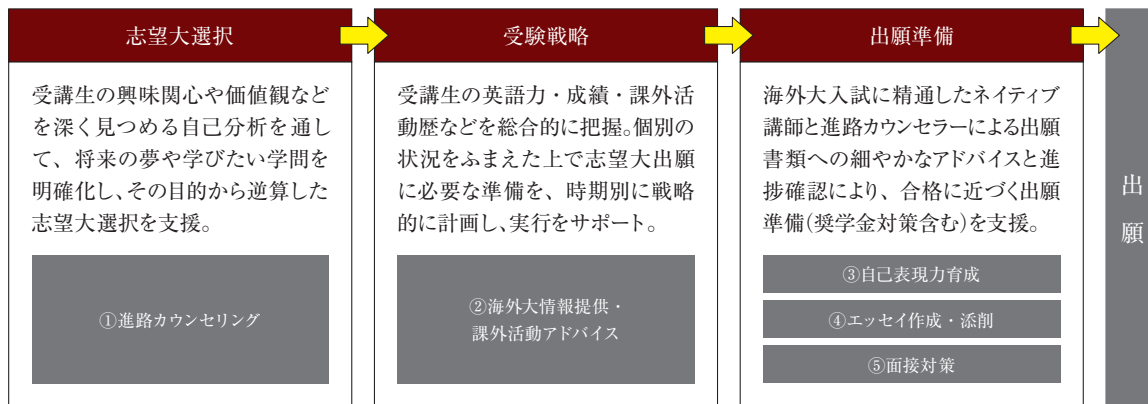 志望大選択
受講生の興味関心や価値観など
を深く見つめる自己分析を通し
て、将来の夢や学びたい学問を
明確化し、その目的から逆算した
志望大選択を支援。
①進路カウンセリング
受験戦略
受講生の英語力・成績・課外活
動歴などを総合的に把握。個別の
状況をふまえた上で志望大出願
に必要な準備を、時期別に戦略
的に計画し、実行をサポート。
②海外大情報提供・
課外活動アドバイス
出願準備
海外大入試に精通したネイティブ
講師と進路カウンセラーによる出願
書類への細やかなアドバイスと進
捗確認により、合格に近づく出願
準備(奨学金対策含む)を支援。
③自己表現力育成
④エッセイ作成・添削
⑤面接対策
出願